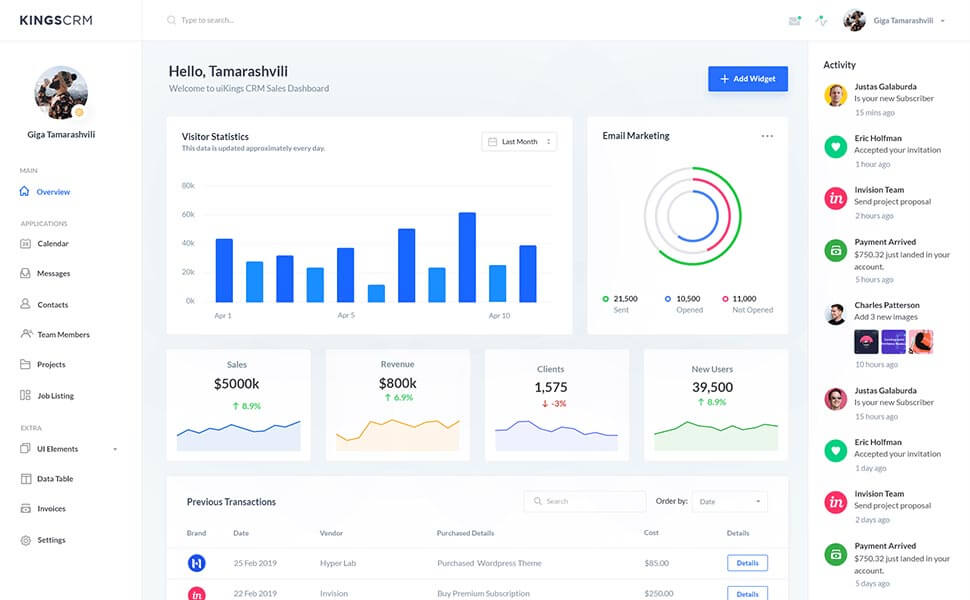 KINGSCRM
Type to search...
Giga Tamarashvili
Giga Tamarashvili
MAIN
Overview
APPLICATIONS
Calendar
Messages
Contacts
Team Members
Projects
Job Listing
EXTRA
UI Elements
Data Table
Invoices
Settings
Hello, Tamarashvili
Welcome to uiKings CRM Sales Dashboard
Add Widget
Visitor Statistics
This data is updated approximately every day.
Last Month
80k
60k
40k
20k
0k
Apr 1
Apr 5
Apr 10
Email Marketing
21,500
Sent
10,500
Opened
11,000
Not Opened
Sales
$5000k
8.9%
Revenue
$800k
6.9%
Clients
1,575
-3%
New Users
39,500
8.9%
Previous Transactions
Search
Order by:
Date
Brand Date Vendor Purchased Details Cost Details
25 Feb 2019 Hyper Lab Purchased Wordpress Theme $85.00 Details
in 22 Feb 2019 Invision Buy Premium Subscription $250.00 Details
Activity
Justas Galaburda
Is your new Subscriber
15 mins ago
Eric Holfman
Accepted your invitation
1 hour ago
in
Invision Team
Send project proposal
2 hours ago
Payment Arrived
$750.32 just landed in your
account.
5 hours ago
Charles Patterson
Add 3 new images
10 hours ago
Justas Galaburda
Is your new Subscriber
15 hours ago
Eric Holfman
Accepted your invitation
1 day ago
in
Invision Team
Send project proposal
2 days ago
Payment Arrived
$750.32 just landed in your
account.
5 days ago